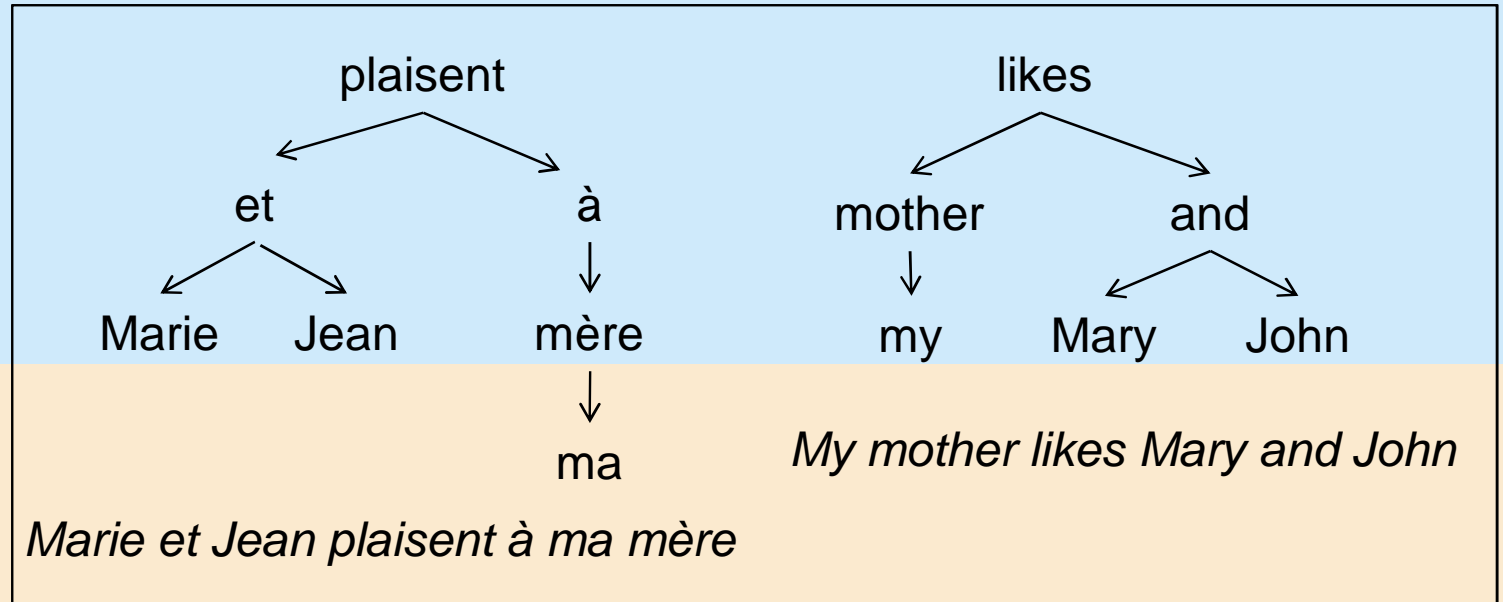 plaisent likes
et à mother and
Marie Jean mère my Mary John
ma
My mother likes Mary and John
Marie et Jean plaisent à ma mère